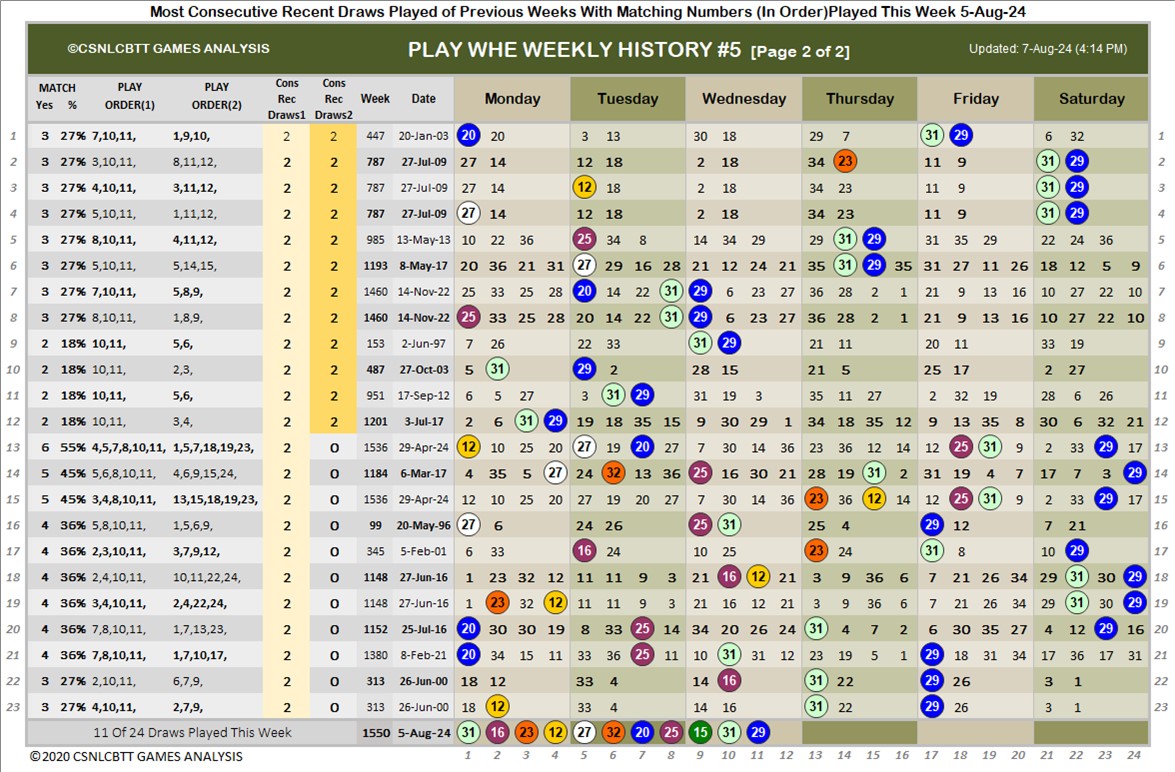 Most Consecutive Recent Draws Played of Previous Weeks With Matching Numbers (In Order)Played This Week 5-Aug-24
©CSNLCBTT GAMES ANALYSIS PLAY WHE WEEKLY HISTORY #5 [Page 2 of 2] Updated: 7-Aug-24 (4:14 PM)
MATCH Yes % PLAY ORDER(1) PLAY ORDER(2) Cons Rec Draws1 Cons Rec Draws2 Week Date Monday Tuesday Wednesday Thursday Friday Saturday
1 3 27% 7,10,11, 1,9,10, 2 2 447 20-Jan-03 20 20 3 13 30 18 29 7 31 29 6 32 1
2 3 27% 3,10,11, 8,11,12, 2 2 787 27-Jul-09 27 14 12 18 2 18 34 23 11 9 31 29 2
3 3 27% 4,10,11, 3,11,12, 2 2 787 27-Jul-09 27 14 12 18 2 18 34 23 11 9 31 29 3
4 3 27% 5,10,11, 1,11,12, 2 2 787 27-Jul-09 27 14 12 18 2 18 34 23 11 9 31 29 4
5 3 27% 8,10,11, 4,11,12, 2 2 985 13-May-13 10 22 36 25 34 8 14 34 29 29 31 29 31 35 29 22 24 36 5
6 3 27% 5,10,11, 5,14,15, 2 2 1193 8-May-17 20 36 21 31 27 29 16 28 21 12 24 21 35 31 29 35 31 27 11 26 18 12 5 9 6
7 3 27% 7,10,11, 5,8,9, 2 2 1460 14-Nov-22 25 33 25 28 20 14 22 31 29 6 23 27 36 28 2 1 21 9 13 16 10 27 22 10 7
8 3 27% 8,10,11, 1,8,9, 2 2 1460 14-Nov-22 25 33 25 28 20 14 22 31 29 6 23 27 36 28 2 1 21 9 13 16 10 27 22 10 8
9 2 18% 10,11, 5,6, 2 2 153 2-Jun-97 7 26 22 33 31 29 21 11 20 11 33 19 9
10 2 18% 10,11, 2,3, 2 2 487 27-Oct-03 5 31 29 2 28 15 21 5 25 17 2 27 10
11 2 18% 10,11, 5,6, 2 2 951 17-Sep-12 6 5 27 3 31 29 31 19 3 35 11 27 2 32 19 28 6 26 11
12 2 18% 10,11, 3,4, 2 2 1201 3-Jul-17 2 6 31 29 19 18 35 15 9 30 29 1 34 18 35 12 9 13 35 8 30 6 32 21 12
13 6 55% 4,5,7,8,10,11, 1,5,7,18,19,23, 2 0 1536 29-Apr-24 12 10 25 20 27 19 20 27 7 30 14 36 23 36 12 14 12 25 31 9 2 33 29 17 13
14 5 45% 5,6,8,10,11, 4,6,9,15,24, 2 0 1184 6-Mar-17 4 35 5 27 24 32 13 36 25 16 30 21 28 19 31 2 31 19 4 7 17 7 3 29 14
15 5 45% 3,4,8,10,11, 13,15,18,19,23, 2 0 1536 29-Apr-24 12 10 25 20 27 19 20 27 7 30 14 36 23 36 12 14 12 25 31 9 2 33 29 17 15
16 4 36% 5,8,10,11, 1,5,6,9, 2 0 99 20-May-96 27 6 24 26 25 31 25 4 29 12 7 21 16
17 4 36% 2,3,10,11, 3,7,9,12, 2 0 345 5-Feb-01 6 33 16 24 10 25 23 24 31 8 10 29 17
18 4 36% 2,4,10,11, 10,11,22,24, 2 0 1148 27-Jun-16 1 23 32 12 11 11 9 3 21 16 12 21 3 9 36 6 7 21 26 34 29 31 30 29 18
19 4 36% 3,4,10,11, 2,4,22,24, 2 0 1148 27-Jun-16 1 23 32 12 11 11 9 3 21 16 12 21 3 9 36 6 7 21 26 34 29 31 30 29 19
20 4 36% 7,8,10,11, 1,7,13,23, 2 0 1152 25-Jul-16 20 30 30 19 8 33 25 14 34 20 26 24 31 4 7 2 6 30 35 27 4 12 29 16 20
21 4 36% 7,8,10,11, 1,7,10,17, 2 0 1380 8-Feb-21 20 34 15 11 33 36 25 11 10 31 31 12 23 19 5 1 29 18 31 34 17 36 17 31 21
22 3 27% 2,10,11, 6,7,9, 2 0 313 26-Jun-00 18 12 33 4 14 16 31 22 29 26 3 1 22
23 3 27% 4,10,11, 2,7,9, 2 0 313 26-Jun-00 18 12 33 4 14 16 31 22 29 26 3 1 23
11 Of 24 Draws Played This Week 1550 5-Aug-24 31 16 23 12 27 32 20 25 15 31 29
©2020 CSNLCBTT GAMES ANALYSIS 1 2 3 4 5 6 7 8 9 10 11 12 13 14 15 16 17 18 19 20 21 22 23 24